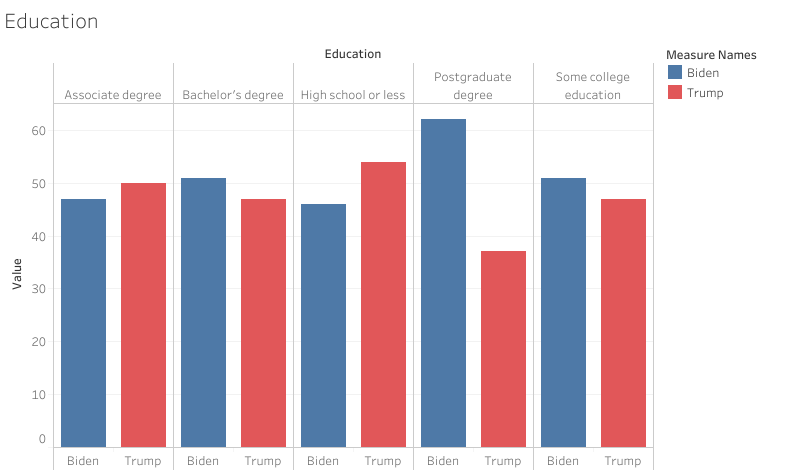 Education
Education
Measure Names
Biden
Trump
Associate degree
Bachelor's degree
High school or less
Postgraduate
degree
Some college
education
60
50
40
30
20
10
0
Value
Biden Trump Biden Trump Biden Trump Biden Trump Biden Trump